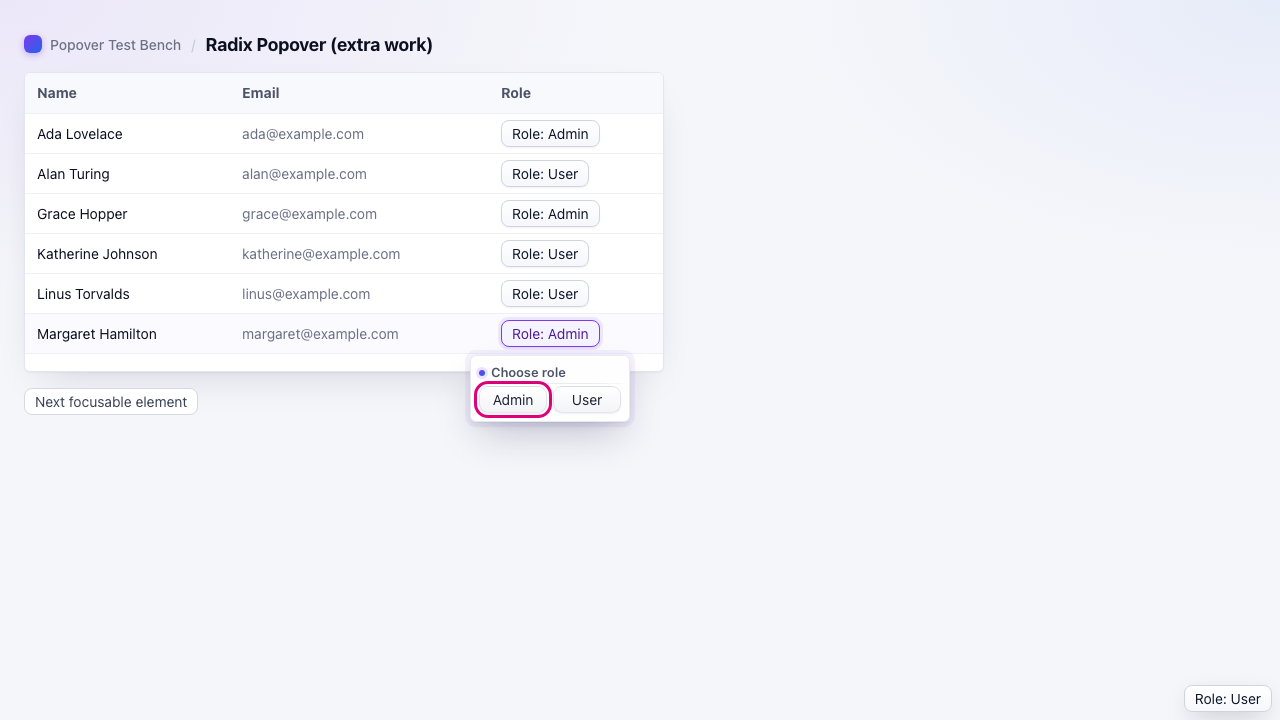 Popover Test Bench / Radix Popover (extra work)
Name Email Role
Ada Lovelace ada@example.com Role: Admin
Alan Turing alan@example.com Role: User
Grace Hopper grace@example.com Role: Admin
Katherine Johnson katherine@example.com Role: User
Linus Torvalds linus@example.com Role: User
Margaret Hamilton margaret@example.com Role: Admin
Choose role
Admin User
Next focusable element
Role: User